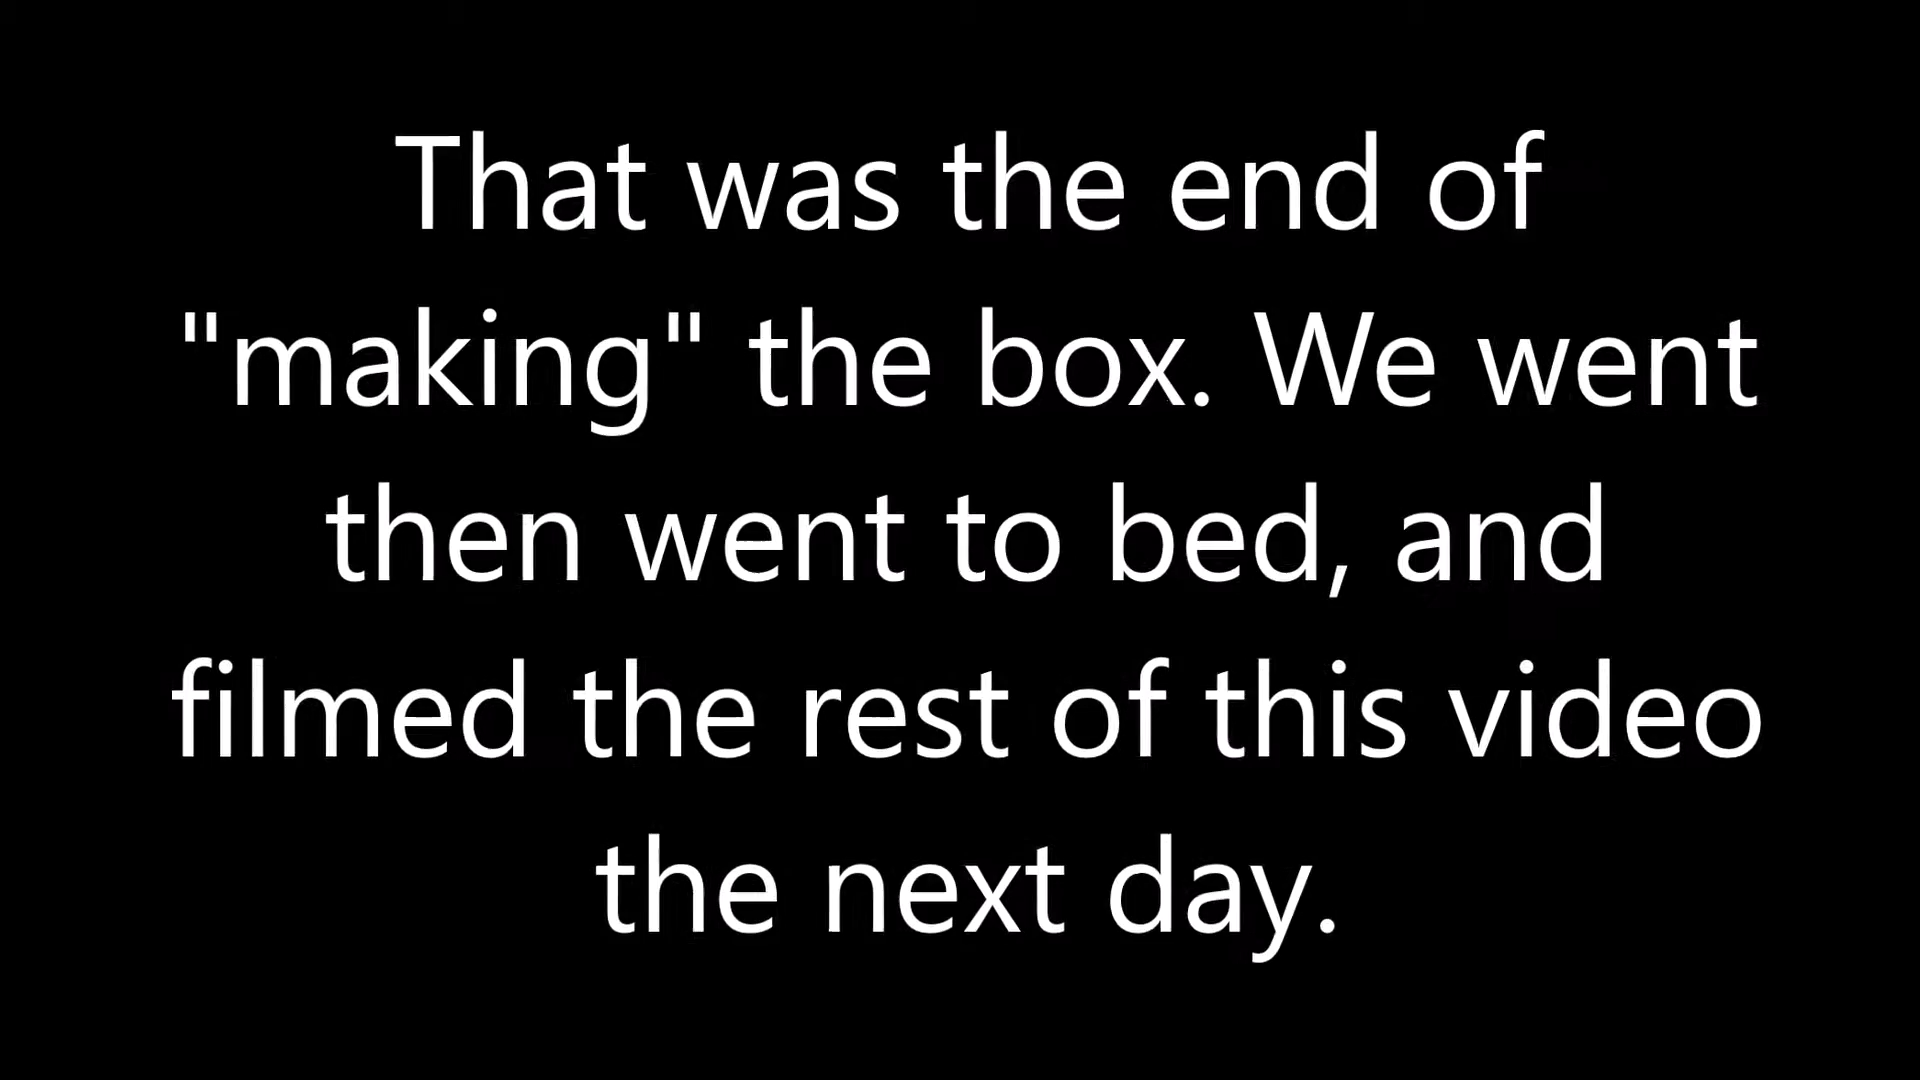 That was the end of
"making" the box. We went
then went to bed, and
filmed the rest of this video
the next day.